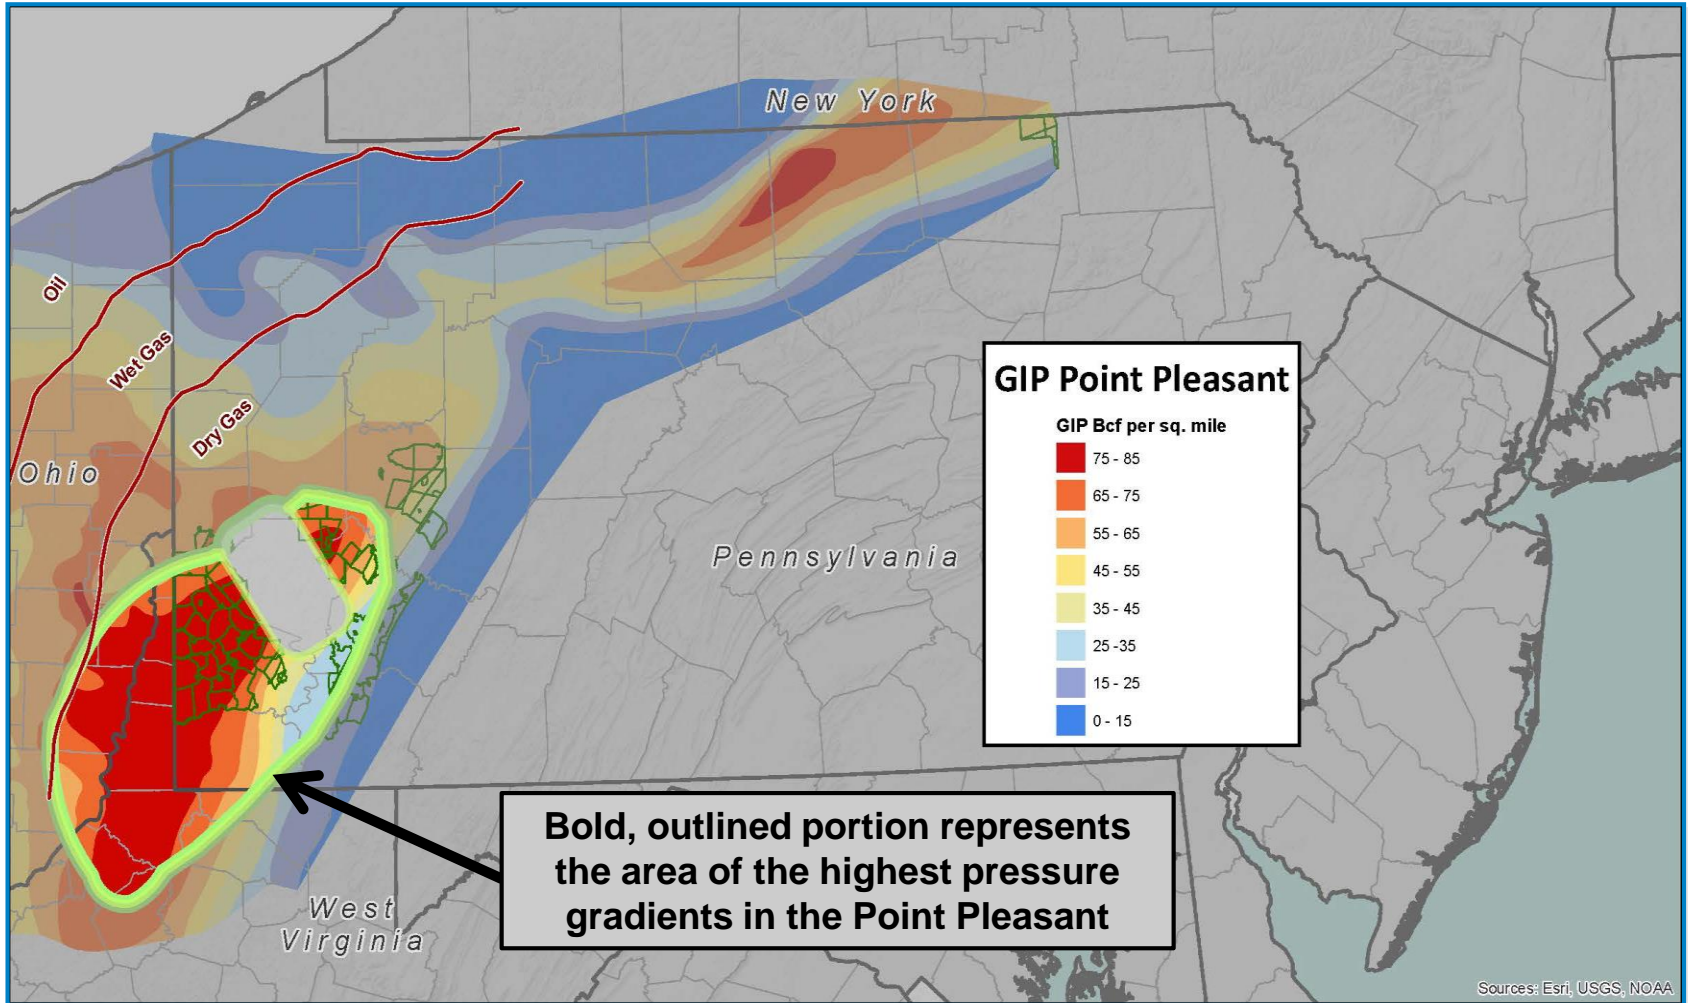 New York
Oil
Wet Gas
Dry Gas
Ohio
Pennsylvania
West
Virginia
GIP Point Pleasant
GIP Bcf per sq. mile
75 - 85
65 - 75
55 - 65
45 - 55
35 - 45
25 -35
15 - 25
0 - 15
Bold, outlined portion represents
the area of the highest pressure
gradients in the Point Pleasant
Sources: Esri, USGS, NOAA